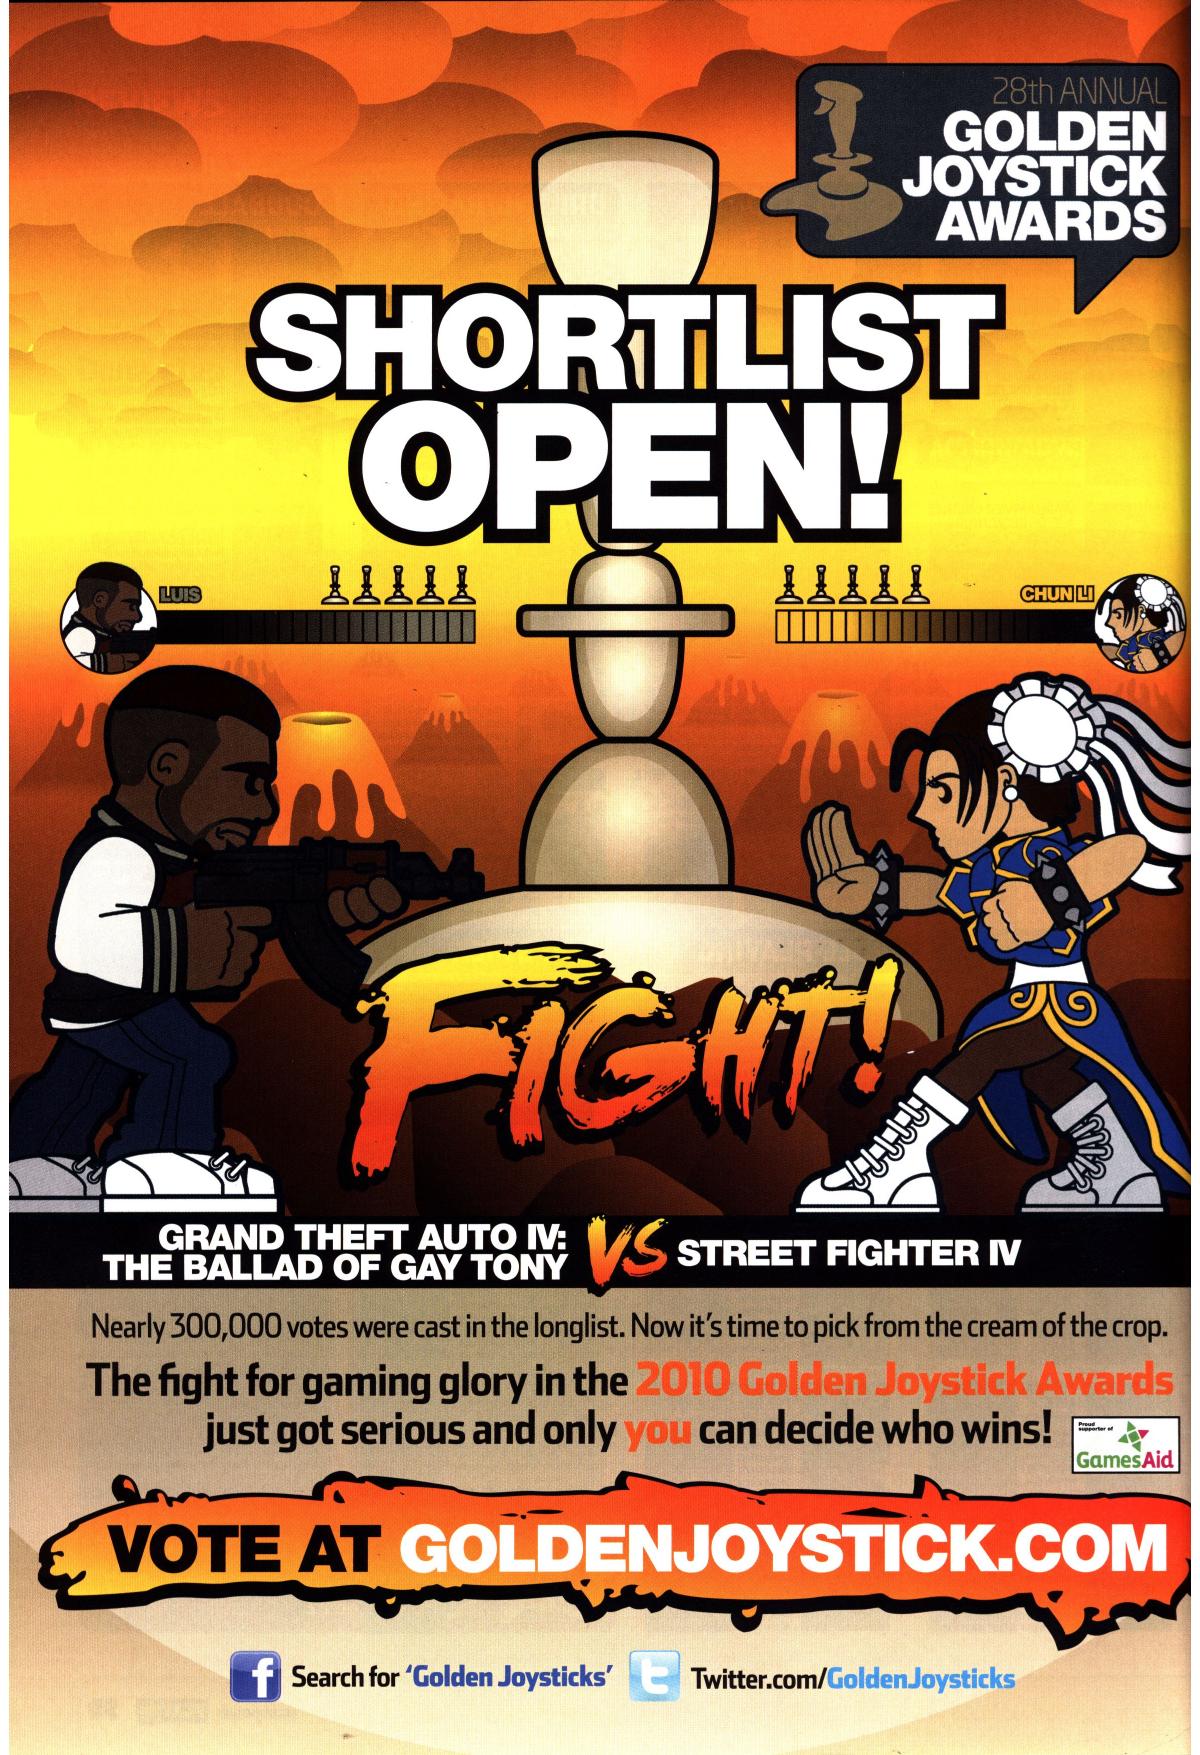 28th ANNUAL
GOLDEN
JOYSTICK
AWARDS
SHORTLIST
OPEN!
LUIS
CHUN LI
FIGHT!
GRAND THEFT AUTO IV:
THE BALLAD OF GAY TONY
VS
STREET FIGHTER IV
Nearly 300,000 votes were cast in the longlist. Now it's time to pick from the cream of the crop.
The fight for gaming glory in the 2010 Golden Joystick Awards
just got serious and only you can decide who wins!
Proud
supporter of
GamesAid
VOTE AT GOLDENJOYSTICK.COM
f
Search for 'Golden Joysticks'
t
Twitter.com/GoldenJoysticks